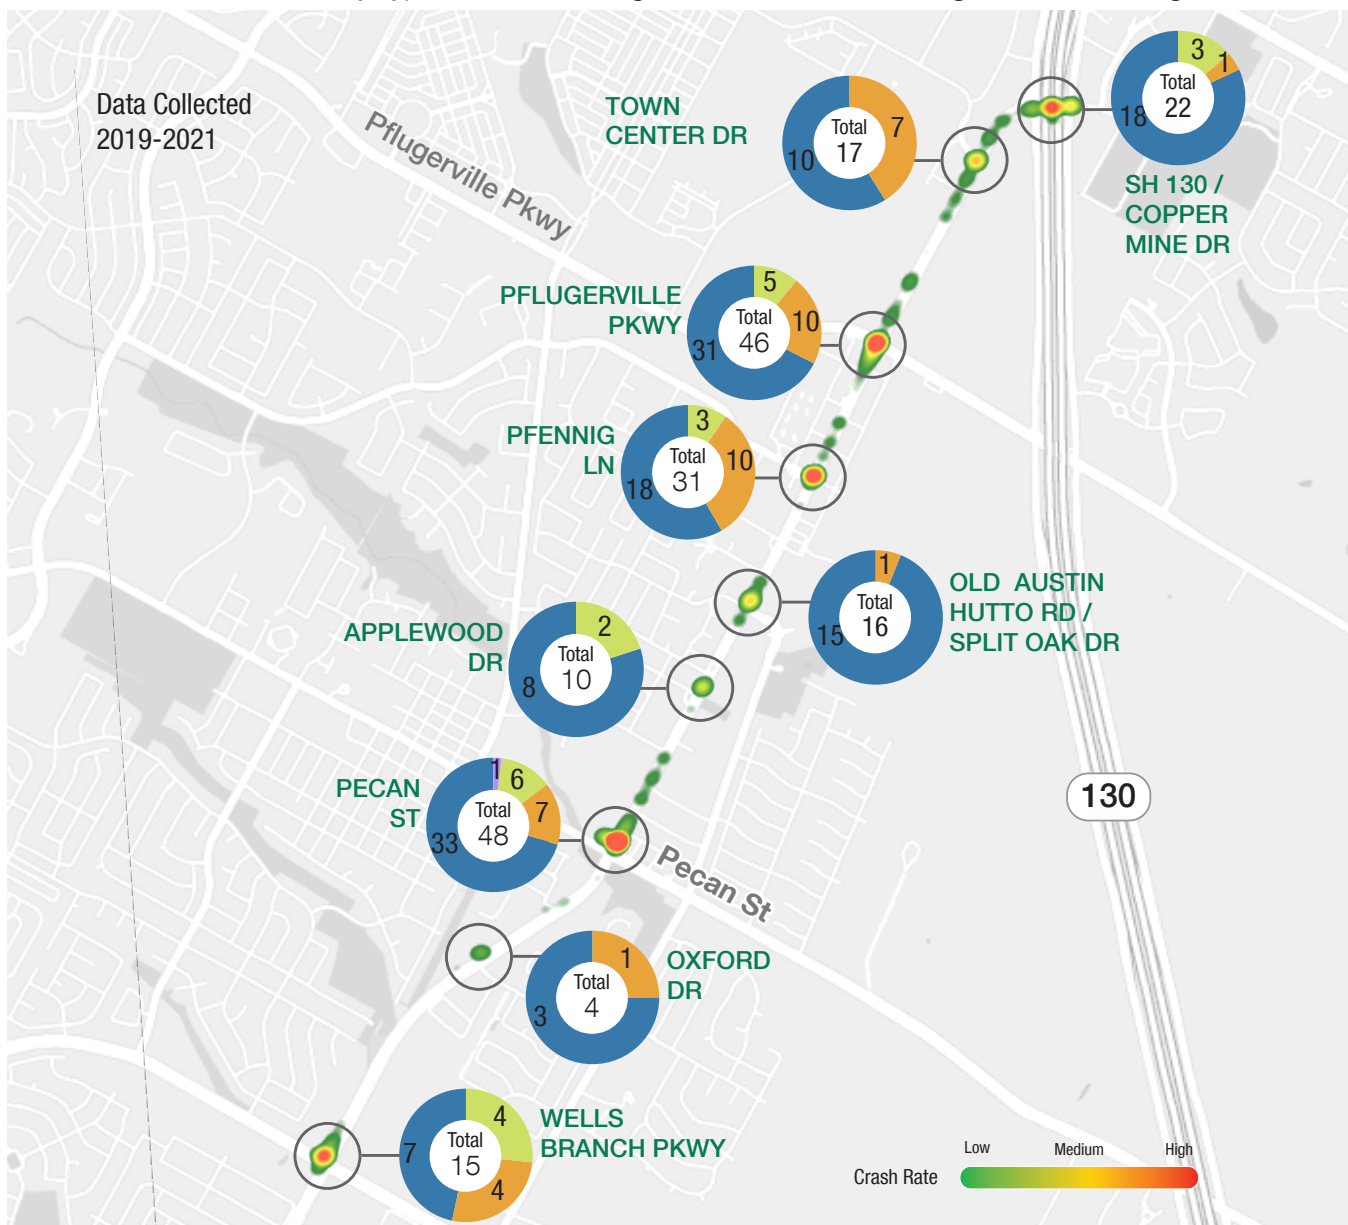 Data Collected
2019-2021
Pflugerville Pkwy
TOWN
CENTER DR
Total
17
7
10
3
1
Total
22
18
SH 130 /
COPPER
MINE DR
PFLUGERVILLE
PKWY
5
10
Total
46
31
PFENNIG
LN
3
10
Total
31
18
1
Total
16
15
OLD AUSTIN
HUTTO RD /
SPLIT OAK DR
APPLEWOOD
DR
2
Total
10
8
PECAN
ST
1
6
7
Total
48
33
130
Pecan St
1
Total
4
3
OXFORD
DR
4
Total
15
7
4
WELLS
BRANCH PKWY
Low
Medium
High
Crash Rate